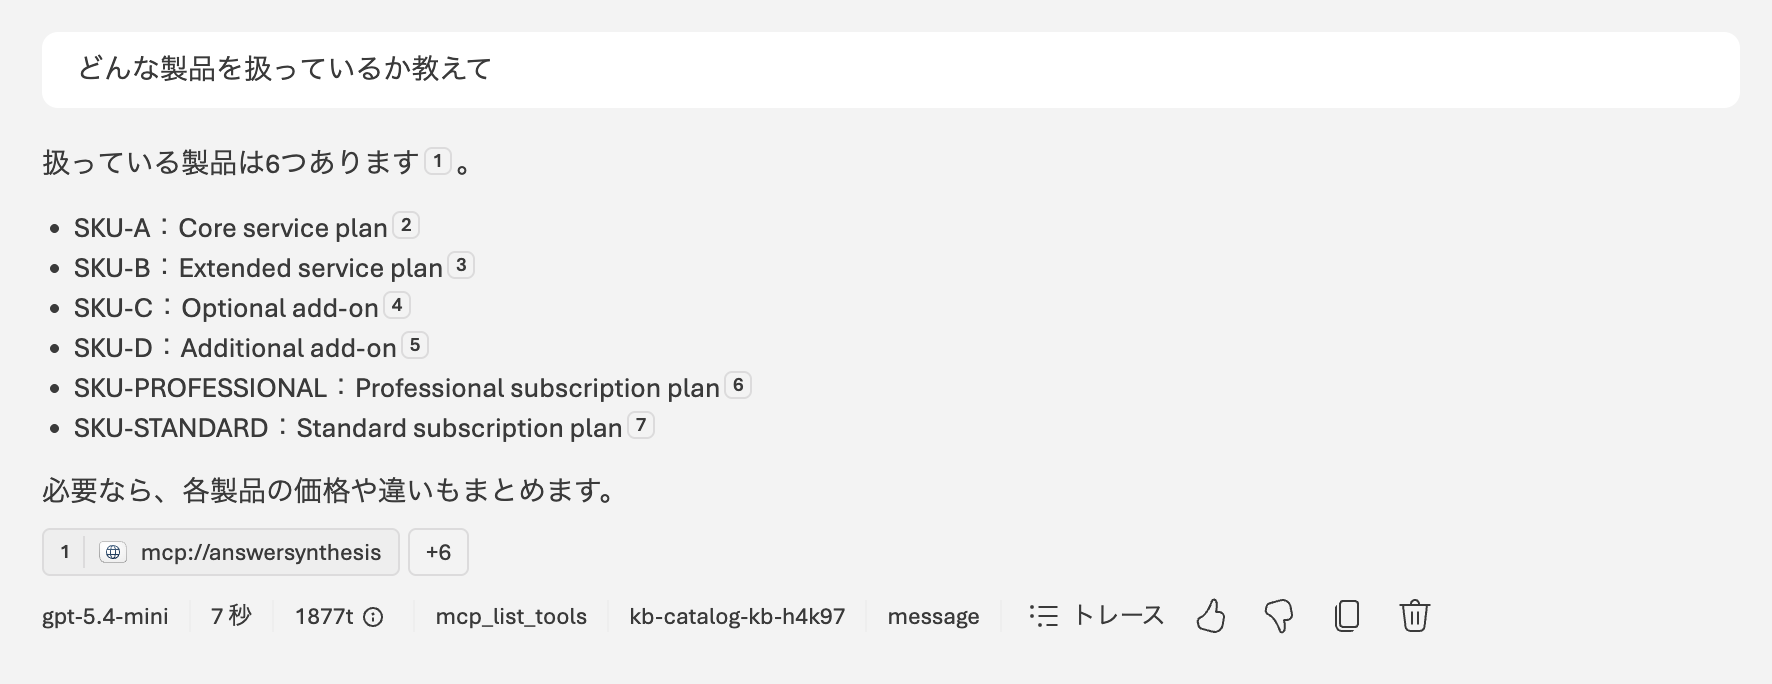 どんな製品を扱っているか教えて
扱っている製品は6つあります 1 。
• SKU-A：Core service plan 2
• SKU-B：Extended service plan 3
• SKU-C：Optional add-on 4
• SKU-D：Additional add-on 5
• SKU-PROFESSIONAL：Professional subscription plan 6
• SKU-STANDARD：Standard subscription plan 7
必要なら、各製品の価格や違いもまとめます。
1 mcp://answersynthesis +6
gpt-5.4-mini 7 秒 1877t mcp_list_tools kb-catalog-kb-h4k97 message トレース